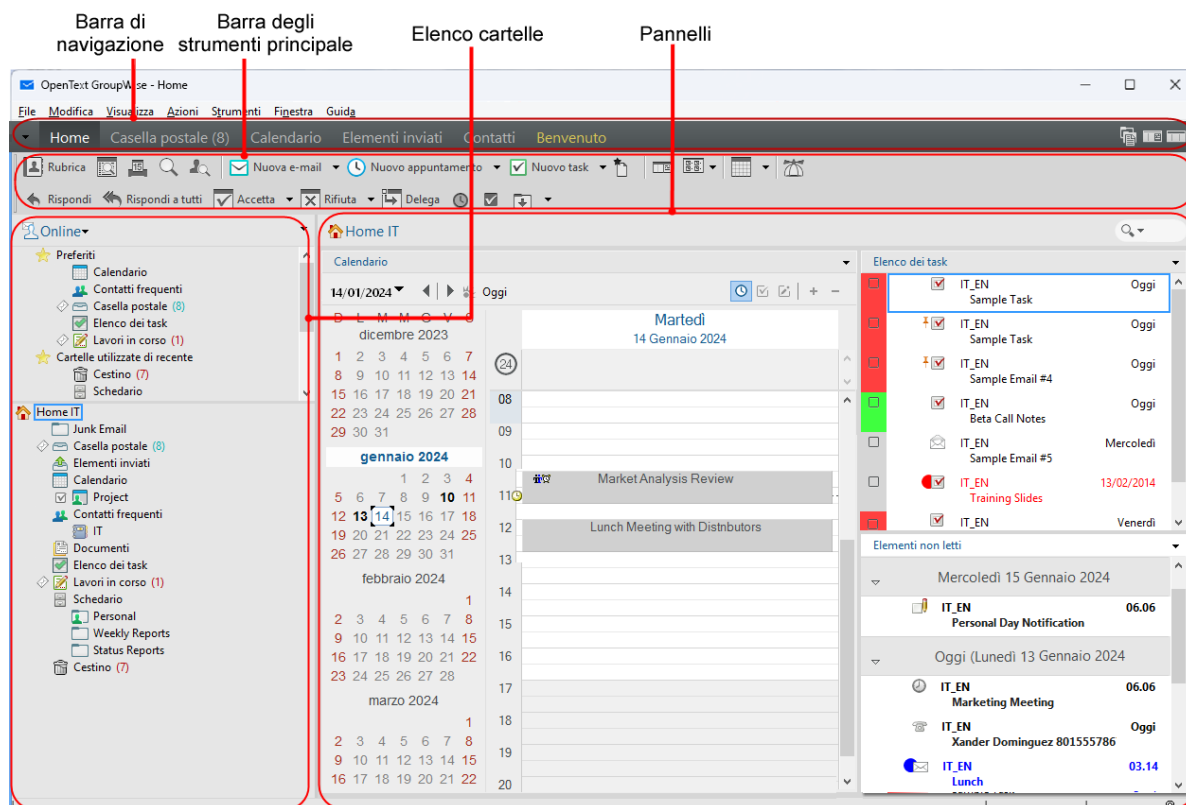 Barra di navigazione
Barra degli strumenti principale
Elenco cartelle
Pannelli
OpenText GroupWise - Home
File Modifica Visualizza Azioni Strumenti Finestra Guida
Home Casella postale (8) Calendario Elementi inviati Contatti Benvenuto
Rubrica Nuova e-mail Nuovo appuntamento Nuovo task
Rispondi Rispondi a tutti Accetta Rifiuta Delega
Online
Preferiti
Calendario
Contatti frequenti
Casella postale (8)
Elenco dei task
Lavori in corso (1)
Cartelle utilizzate di recente
Cestino (7)
Schedario
Home IT
Junk Email
Casella postale (8)
Elementi inviati
Calendario
Project
Contatti frequenti
IT
Documenti
Elenco dei task
Lavori in corso (1)
Schedario
Personal
Weekly Reports
Status Reports
Cestino (7)
Home IT
Calendario
14/01/2024 Oggi
D L M M G V S
dicembre 2023
1 2 3 4 5 6 7
8 9 10 11 12 13 14
15 16 17 18 19 20 21
22 23 24 25 26 27 28
29 30 31
gennaio 2024
1 2 3 4
5 6 7 8 9 10 11
12 13 14 15 16 17 18
19 20 21 22 23 24 25
26 27 28 29 30 31
febbraio 2024
1
2 3 4 5 6 7 8
9 10 11 12 13 14 15
16 17 18 19 20 21 22
23 24 25 26 27 28
marzo 2024
1
2 3 4 5 6 7 8
9 10 11 12 13 14 15
16 17 18 19 20 21 22
Martedì
14 Gennaio 2024
24
08
09
10
Market Analysis Review
11
12
Lunch Meeting with Distributors
13
14
15
16
17
18
19
20
Elenco dei task
IT_EN Oggi
Sample Task
IT_EN Oggi
Sample Task
IT_EN Oggi
Sample Email #4
IT_EN Oggi
Beta Call Notes
IT_EN Mercoledì
Sample Email #5
IT_EN 13/02/2014
Training Slides
IT_EN Venerdì
Elementi non letti
Mercoledì 15 Gennaio 2024
IT_EN 06.06
Personal Day Notification
Oggi (Lunedì 13 Gennaio 2024
IT_EN 06.06
Marketing Meeting
IT_EN Oggi
Xander Dominguez 801555786
IT_EN 03.14
Lunch